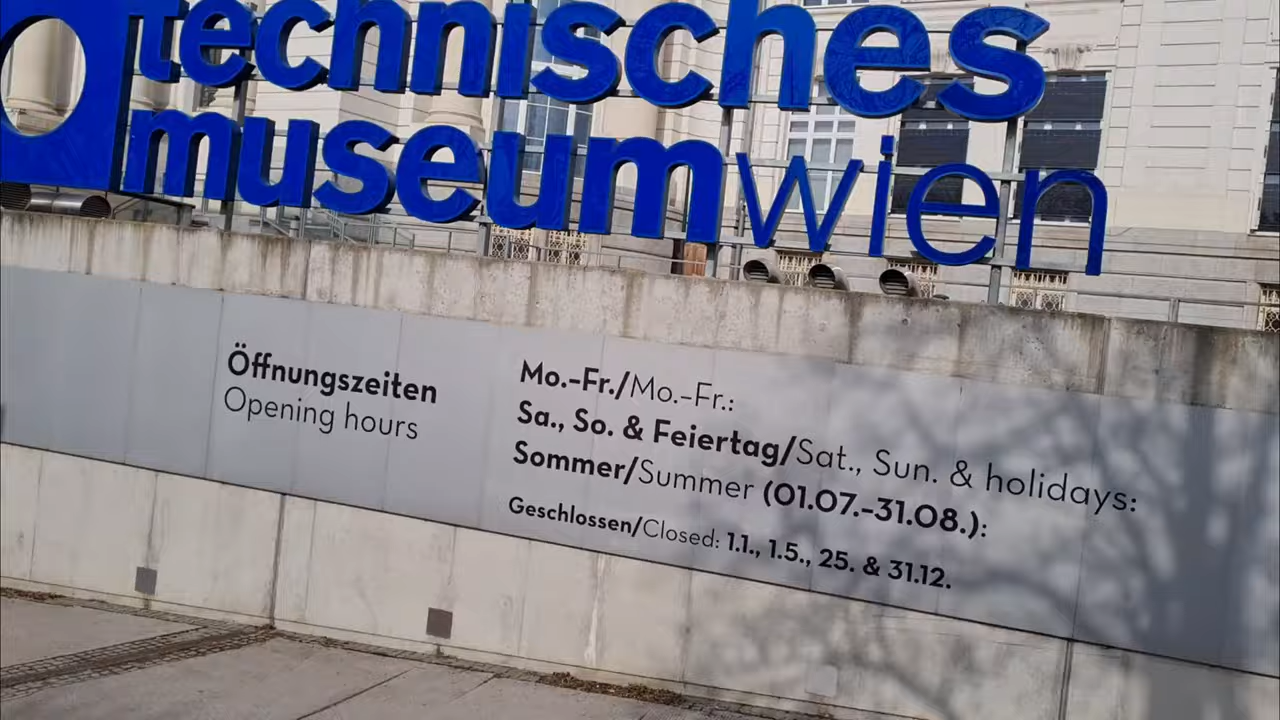 technisches
museumwien
Öffnungszeiten
Opening hours
Mo.-Fr./Mo.-Fr.:
Sa., So. & Feiertag/Sat., Sun. & holidays:
Sommer/Summer (01.07.-31.08.):
Geschlossen/Closed: 1.1., 1.5., 25. & 31.12.